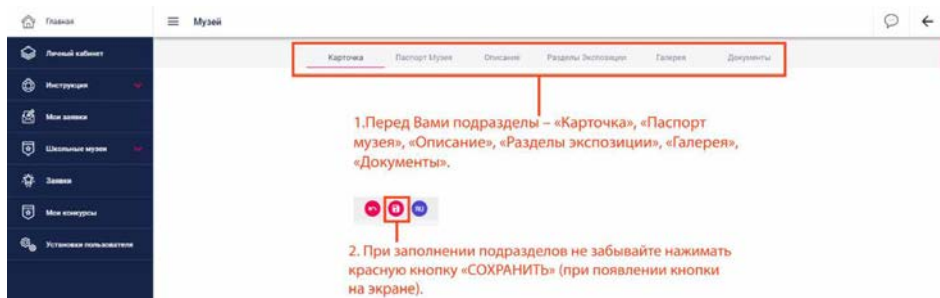 Главная
Музей
Личный кабинет
Инструкция
Мои заявки
Школьные музеи
Заявки
Мои конкурсы
Установки пользователя
Карточка Паспорт Музея Описание Разделы Экспозиции Галерея Документы
1.Перед Вами подразделы – «Карточка», «Паспорт
музея», «Описание», «Разделы экспозиции», «Галерея»,
«Документы».
2. При заполнении подразделов не забывайте нажимать
красную кнопку «СОХРАНИТЬ» (при появлении кнопки
на экране).